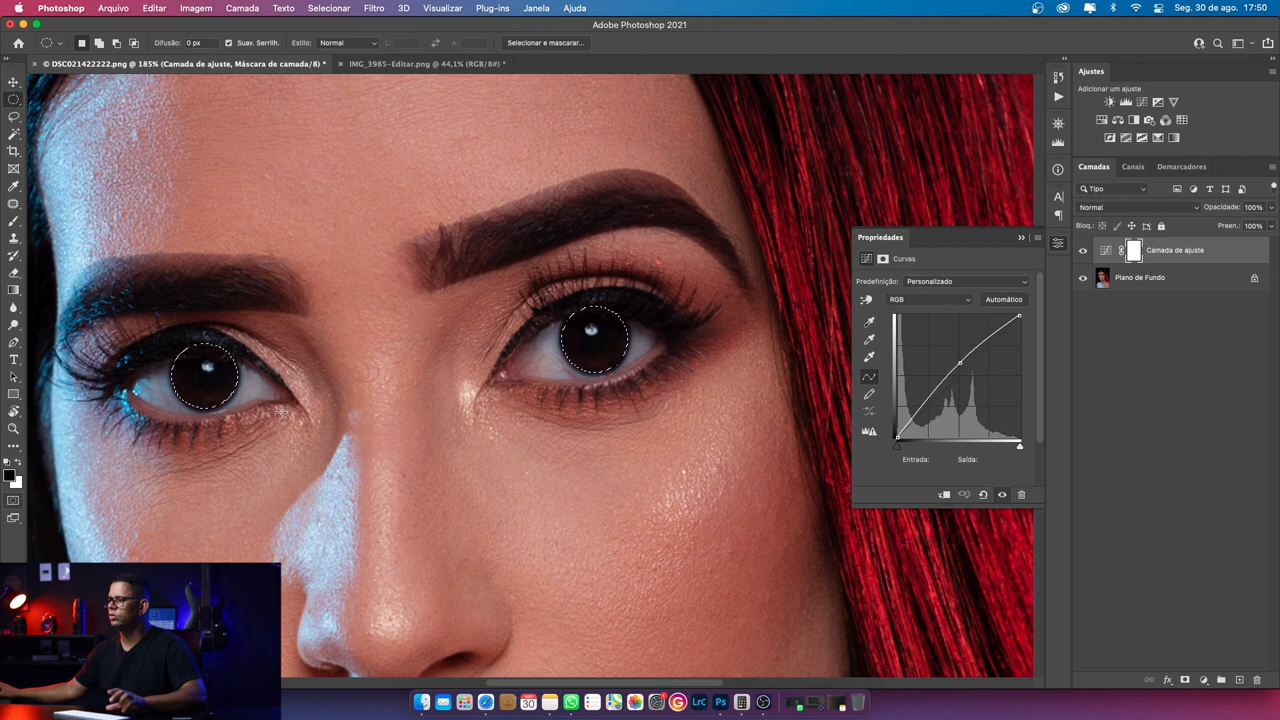 Photoshop Arquivo Editar Imagem Camada Texto Selecionar Filtro 3D Visualizar Plug-ins Janela Ajuda Seg. 30 de ago. 17:50
Adobe Photoshop 2021
Difusão: 0 px Suav. Serrilh. Estilo: Normal L: A: Selecionar e mascarar...
© DSC021422222.png @ 185% (Camada de ajuste, Máscara de camada/8) * IMG_3985-Editar.png @ 44,1% (RGB/8#) *
Ajustes
Adicionar um ajuste
Camadas Canais Demarcadores
Tipo
Normal Opacidade: 100%
Bloq.: Preen.: 100%
Camada de ajuste
Plano de Fundo
Propriedades
Curvas
Predefinição: Personalizado
RGB Automático
Entrada: Saída:
AGO
30
LrC Ps